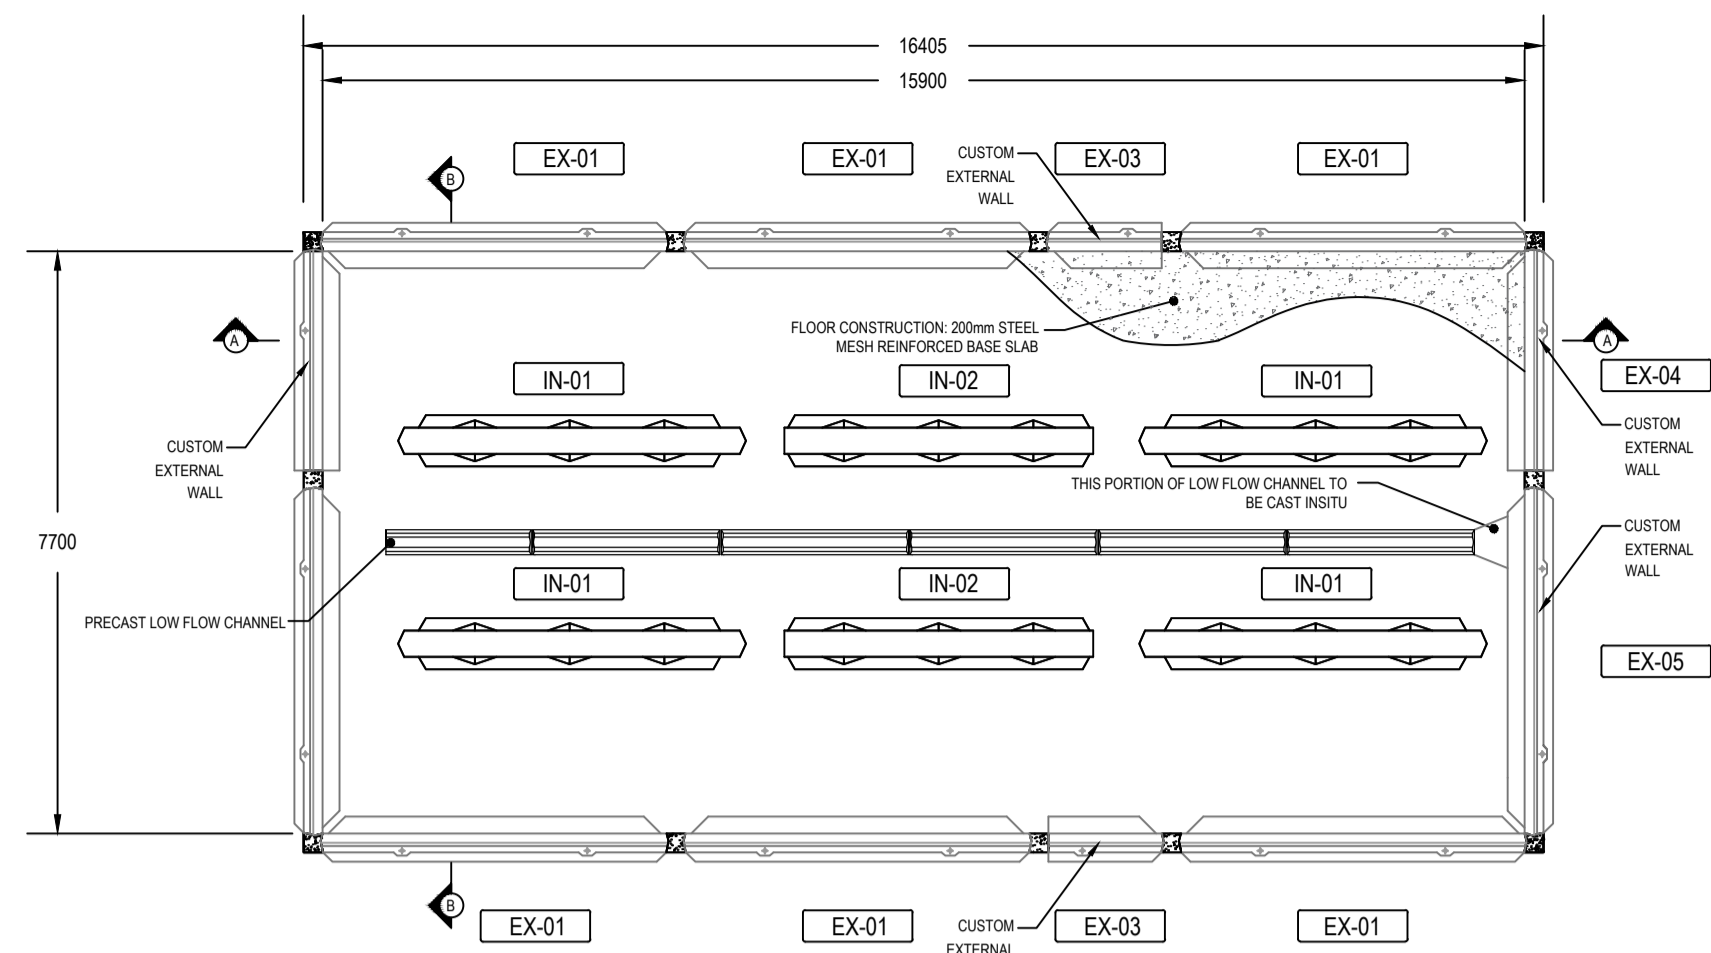 16405
15900
EX-01
EX-01
CUSTOM
EXTERNAL
WALL
EX-03
EX-01
B
A
FLOOR CONSTRUCTION: 200mm STEEL
MESH REINFORCED BASE SLAB
A
EX-04
IN-01
IN-02
IN-01
CUSTOM
EXTERNAL
WALL
CUSTOM
EXTERNAL
WALL
THIS PORTION OF LOW FLOW CHANNEL TO
BE CAST INSITU
7700
CUSTOM
EXTERNAL
WALL
IN-01
IN-02
IN-01
PRECAST LOW FLOW CHANNEL
EX-05
B
EX-01
EX-01
CUSTOM
EXTERNAL
EX-03
EX-01